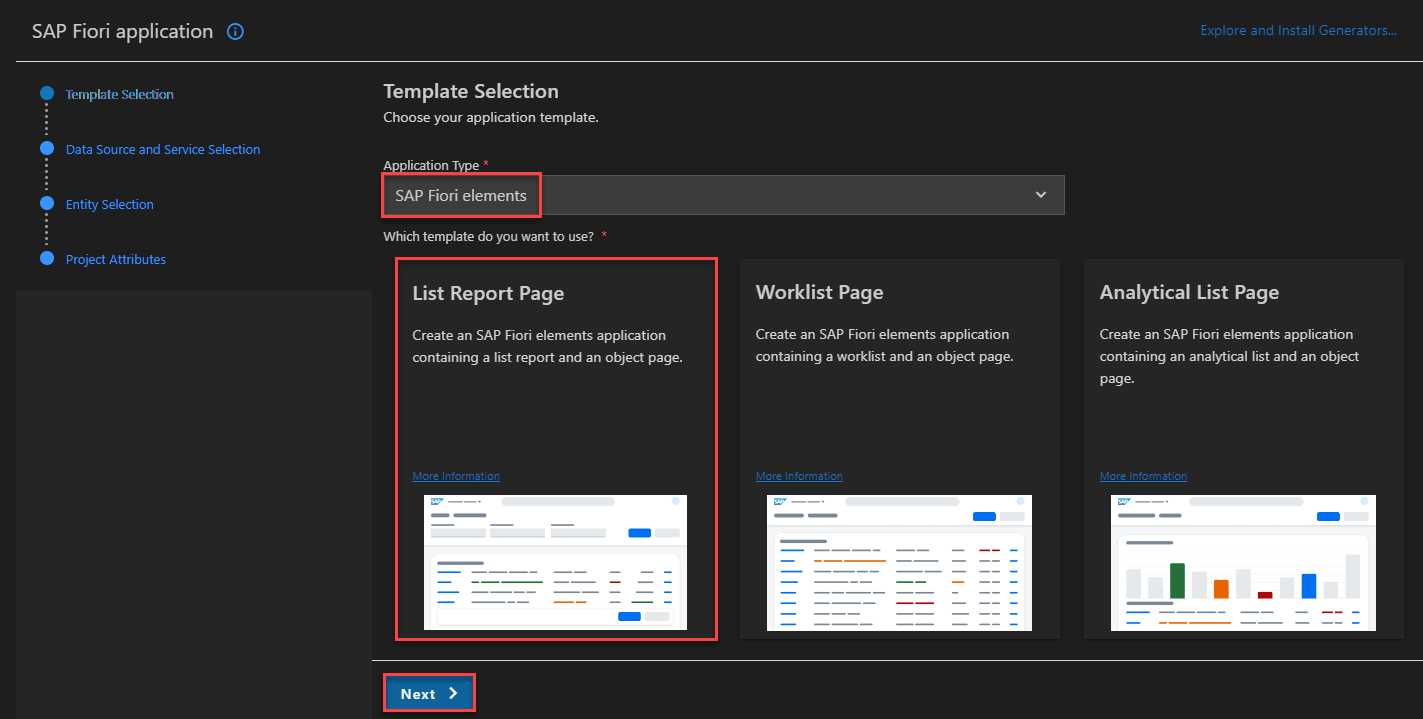 SAP Fiori application
Explore and Install Generators...
Template Selection
Data Source and Service Selection
Entity Selection
Project Attributes
Template Selection
Choose your application template.
Application Type *
SAP Fiori elements
Which template do you want to use? *
List Report Page
Create an SAP Fiori elements application
containing a list report and an object page.
More Information
SAP
Worklist Page
Create an SAP Fiori elements application
containing a worklist and an object page.
More Information
SAP
Analytical List Page
Create an SAP Fiori elements application
containing an analytical list and an object
page.
More Information
SAP
Next